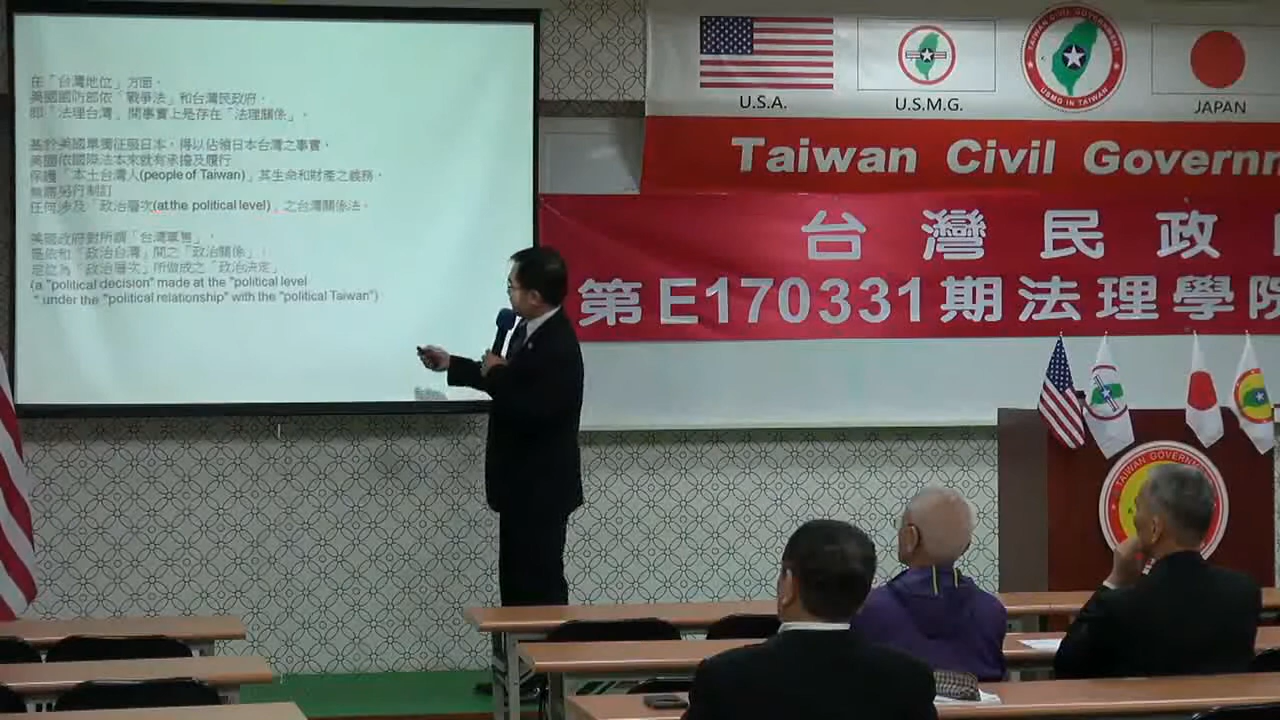 在「台灣地位」方面,
美國國防部依「戰爭法」和台灣民政府,
即「法理台灣」間事實上是存在「法理關係」。
基於美國單獨征服日本,得以佔領日本台灣之事實,
美國依國際法本來就有承擔及履行
保護「本土台灣人(people of Taiwan)」其生命和財產之義務,
無需另行制訂
任何涉及「政治層次(at the political level)」之台灣關係法。
美國政府對所謂「台灣軍售」,
是依和「政治台灣」間之「政治關係」,
定位為「政治層次」所做成之「政治決定」
(a "political decision" made at the "political level
" under the "political relationship" with the "political Taiwan")
U.S.A.
U.S.M.G.
TAIWAN CIVIL GOVERNMENT
USMG IN TAIWAN
JAPAN
Taiwan Civil Governm
台灣民政
第E170331期法理學院
TAIWAN GOVERNMENT